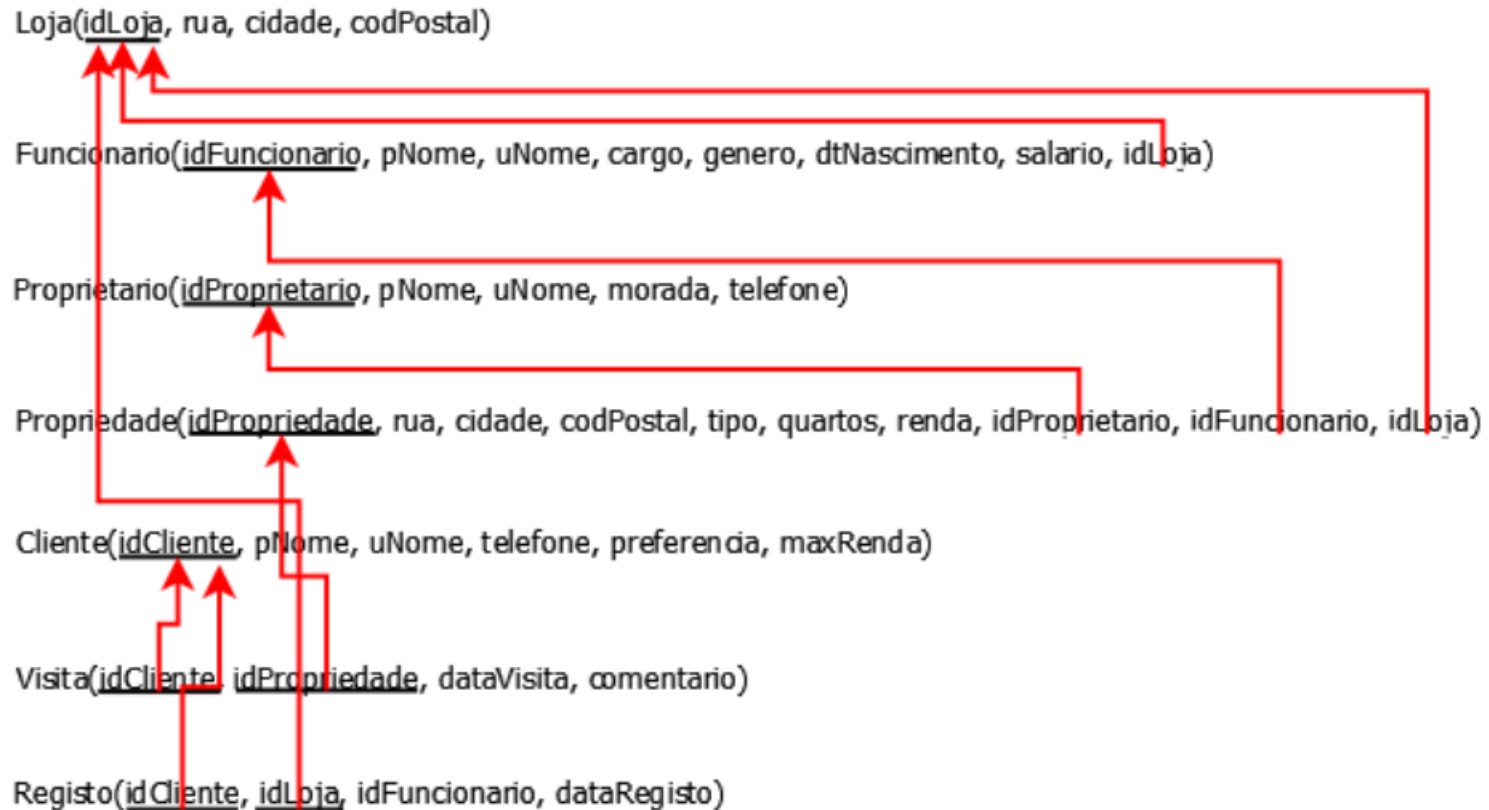 Loja(idLoja, rua, cidade, codPostal)
Funcionario(idFuncionario, pNome, uNome, cargo, genero, dtNascimento, salario, idLoja)
Proprietario(idProprietario, pNome, uNome, morada, telefone)
Propriedade(idPropriedade, rua, cidade, codPostal, tipo, quartos, renda, idProprietario, idFuncionario, idLoja)
Cliente(idCliente, pNome, uNome, telefone, preferencia, maxRenda)
Visita(idCliente, idPropriedade, dataVisita, comentario)
Registo(idCliente, idLoja, idFuncionario, dataRegisto)